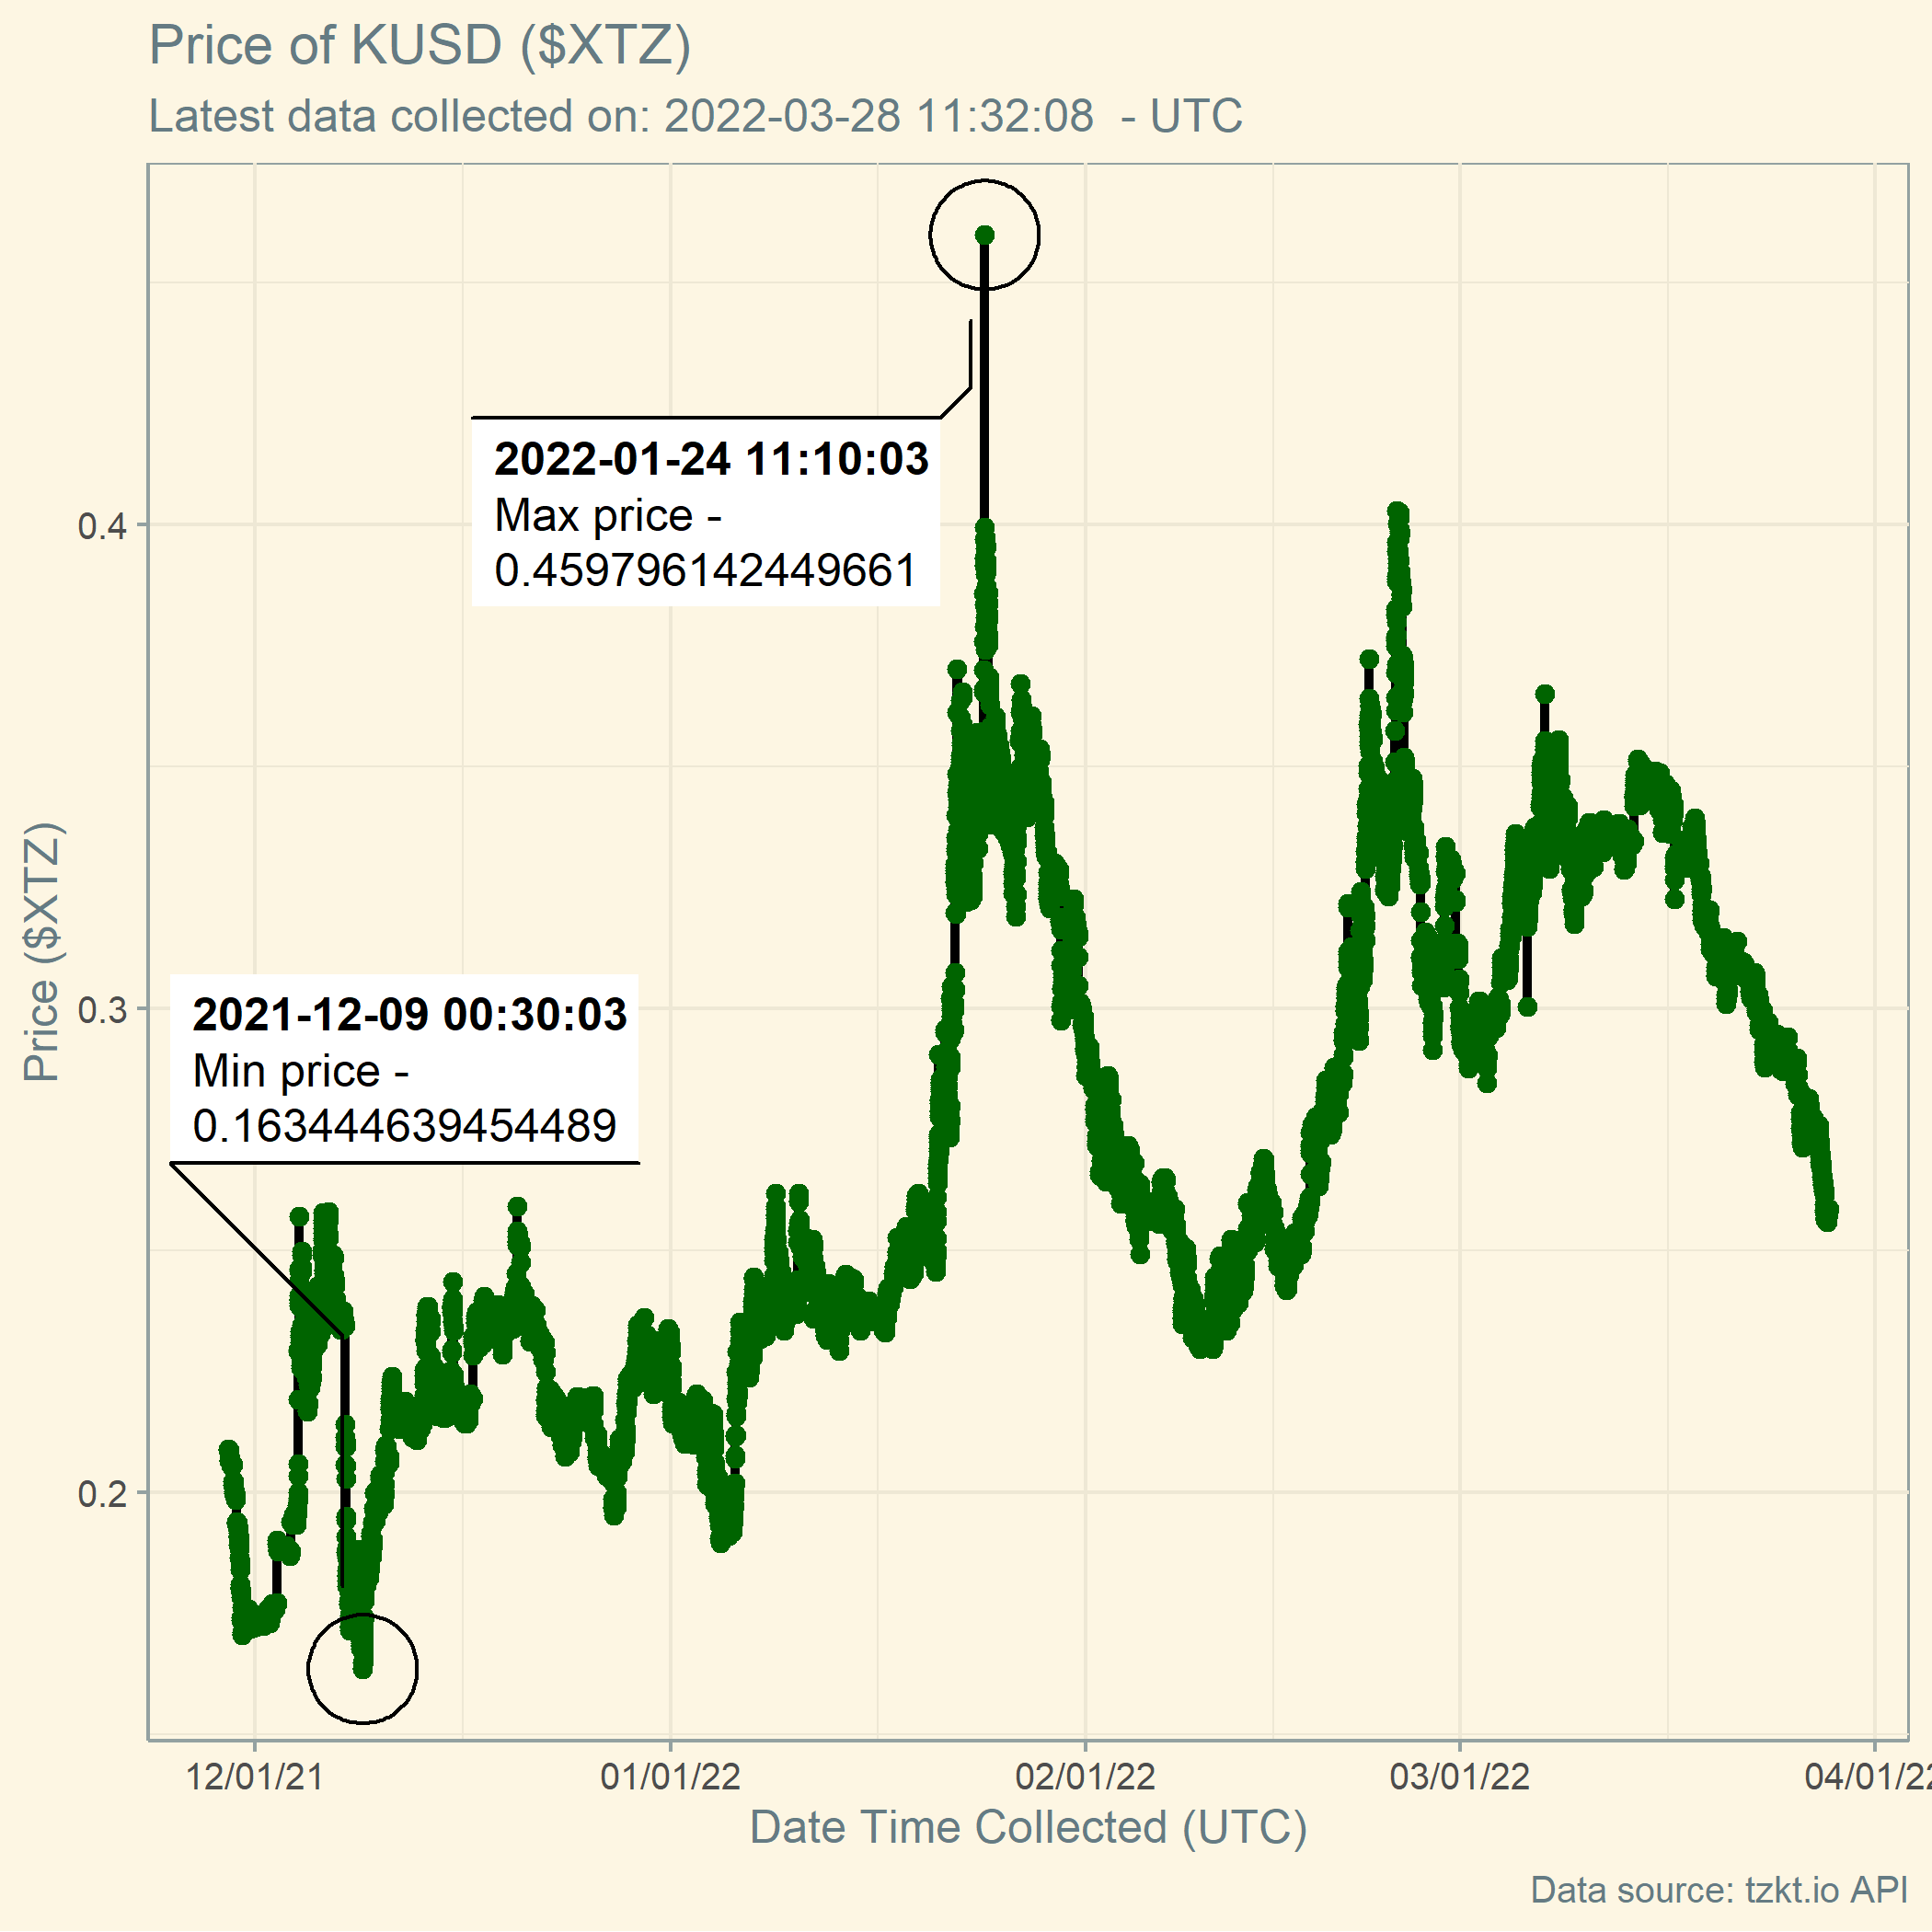 Price of KUSD ($XTZ)
Latest data collected on: 2022-03-28 11:32:08  - UTC
2022-01-24 11:10:03
Max price -
0.459796142449661
0.4
Price ($XTZ)
0.3
2021-12-09 00:30:03
Min price -
0.163444639454489
0.2
12/01/21
01/01/22
02/01/22
03/01/22
04/01/22
Date Time Collected (UTC)
Data source: tzkt.io API